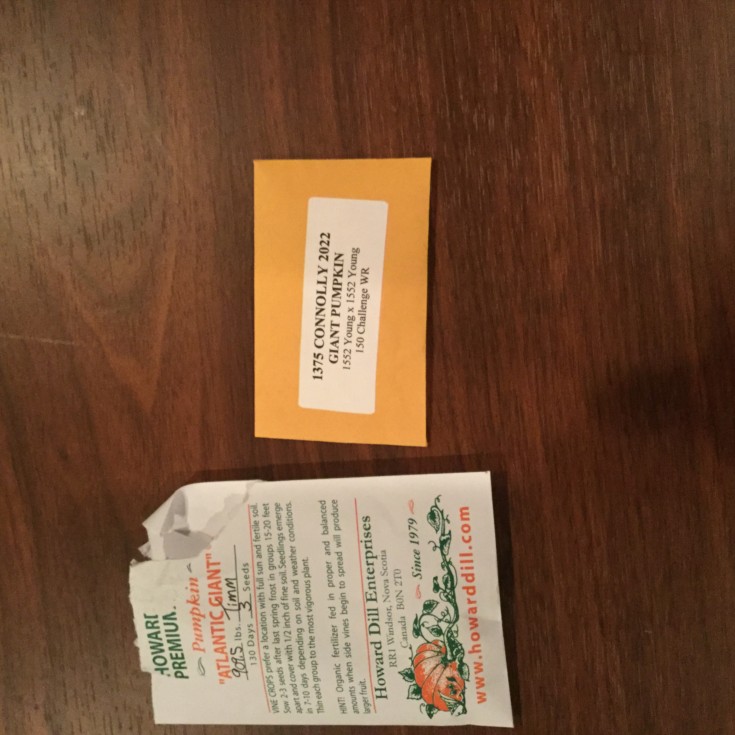 1375 CONNOLLY 2022
GIANT PUMPKIN
1552 Young x 1552 Young
150 Challenge WR
HOWARD
PREMIUM
Pumpkin
"ATLANTIC GIANT"
lbs. Timm
130 Days 3 Seeds
VINE CROPS prefer a location with full sun and fertile soil.
Sow 2-3 seeds after last spring frost in groups 15-20 feet
apart and cover with 1/2 inch of fine soil. Seedlings emerge
in 7-10 days depending on soil and weather conditions.
Thin each group to the most vigorous plant.
HINT! Organic fertilizer fed in proper and balanced
amounts when side vines begin to spread will produce
larger fruit.
Howard Dill Enterprises
RR1 Windsor, Nova Scotia
Canada B0N 2T0
Since 1979
www.howarddill.com